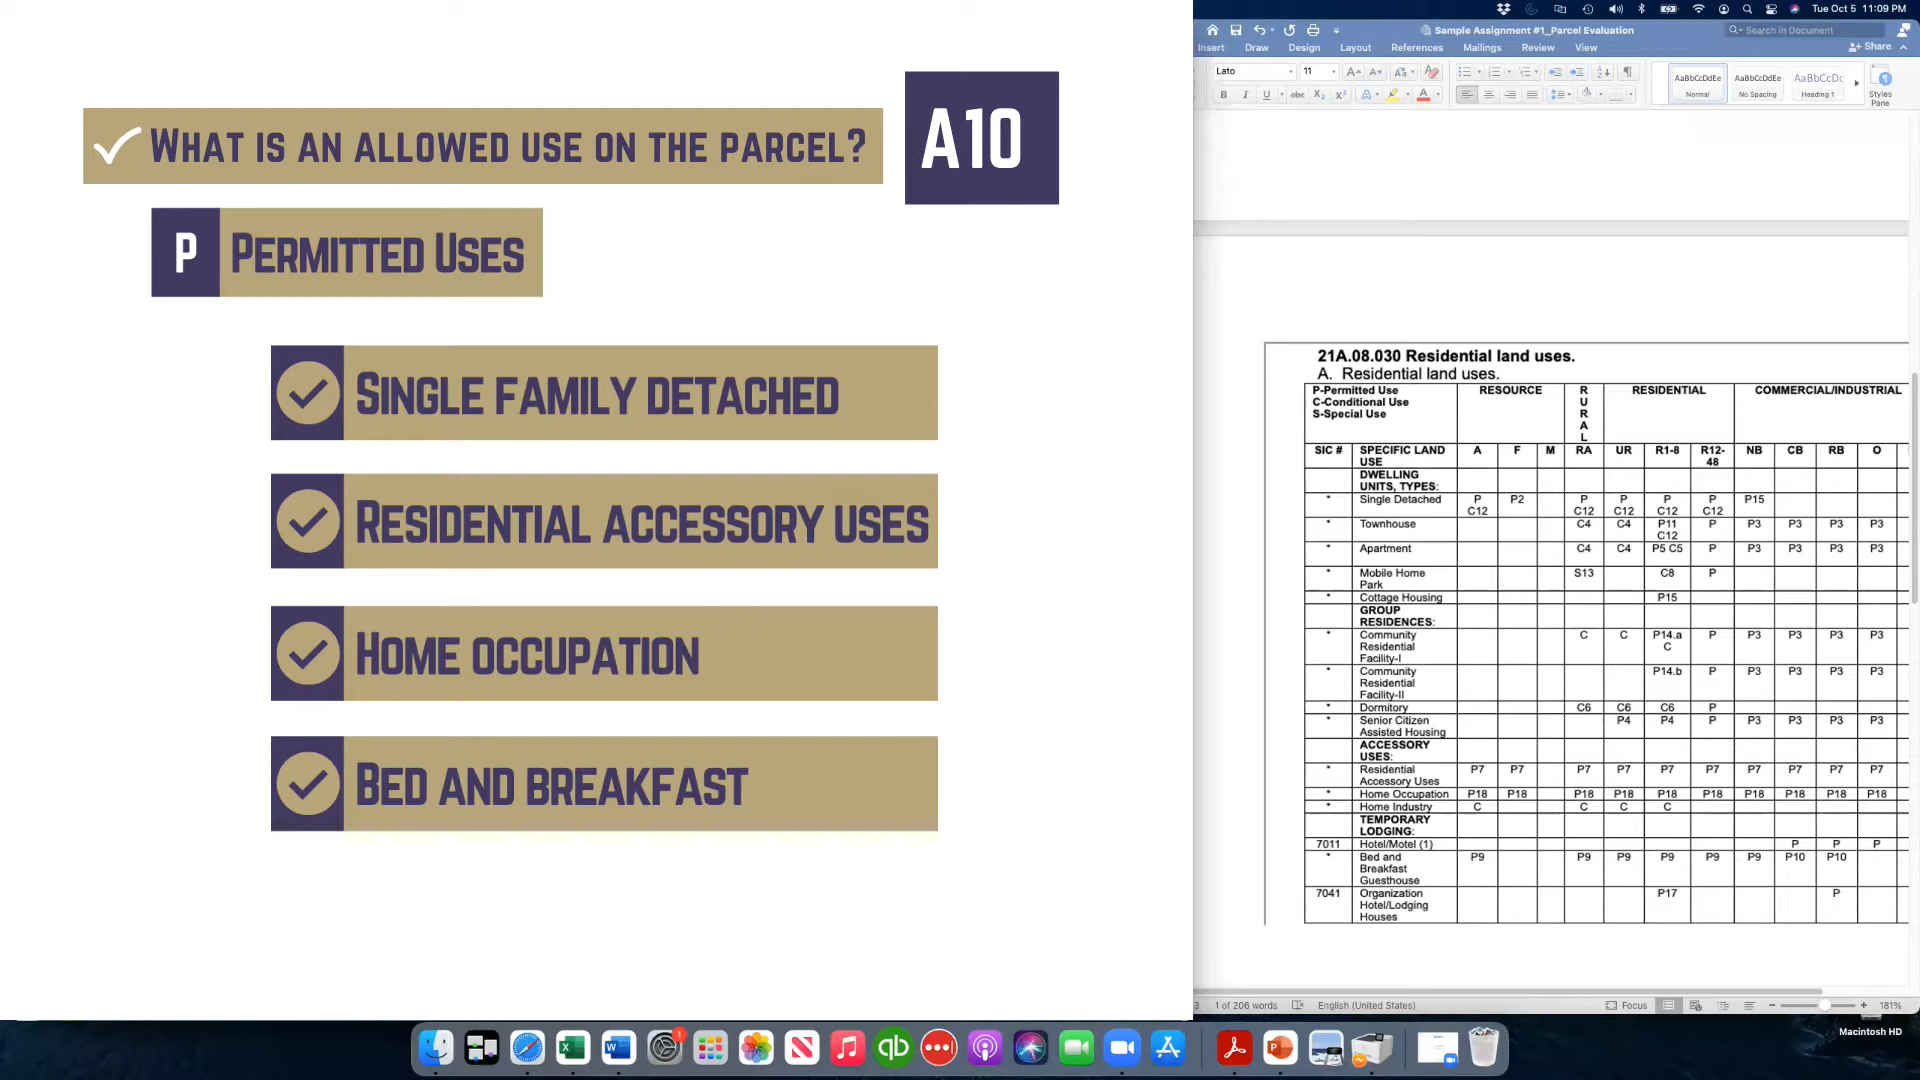 WHAT IS AN ALLOWED USE ON THE PARCEL?
A10
P PERMITTED USES
SINGLE FAMILY DETACHED
RESIDENTIAL ACCESSORY USES
HOME OCCUPATION
BED AND BREAKFAST
Tue Oct 5 11:09 PM
Sample Assignment #1_Parcel Evaluation
Search in Document
Insert Draw Design Layout References Mailings Review View
Share
Lato 11
AaBbCcDdEe AaBbCcDdEe AaBbCcDc
Normal No Spacing Heading 1
Styles
Pane
21A.08.030 Residential land uses.
A. Residential land uses.
P-Permitted Use RESOURCE R RESIDENTIAL COMMERCIAL/INDUSTRIAL
C-Conditional Use U
S-Special Use R
A
L
SIC # SPECIFIC LAND A F M RA UR R1-8 R12- NB CB RB O
USE 48
DWELLING
UNITS, TYPES:
* Single Detached P P2 P P P P P15
C12 C12 C12 C12 C12
* Townhouse C4 C4 P11 P P3 P3 P3 P3
C12
* Apartment C4 C4 P5 C5 P P3 P3 P3 P3
* Mobile Home S13 C8 P
Park
* Cottage Housing P15
GROUP
RESIDENCES:
* Community C C P14.a P P3 P3 P3 P3
Residential C
Facility-I
* Community P14.b P P3 P3 P3 P3
Residential
Facility-II
* Dormitory C6 C6 C6 P
* Senior Citizen P4 P4 P P3 P3 P3 P3
Assisted Housing
ACCESSORY
USES:
* Residential P7 P7 P7 P7 P7 P7 P7 P7 P7 P7
Accessory Uses
* Home Occupation P18 P18 P18 P18 P18 P18 P18 P18 P18 P18
* Home Industry C C C C
TEMPORARY
LODGING:
7011 Hotel/Motel (1) P P P
* Bed and P9 P9 P9 P9 P9 P9 P10 P10
Breakfast
Guesthouse
7041 Organization P17 P
Hotel/Lodging
Houses
1 of 206 words English (United States) Focus 181%
Macintosh HD